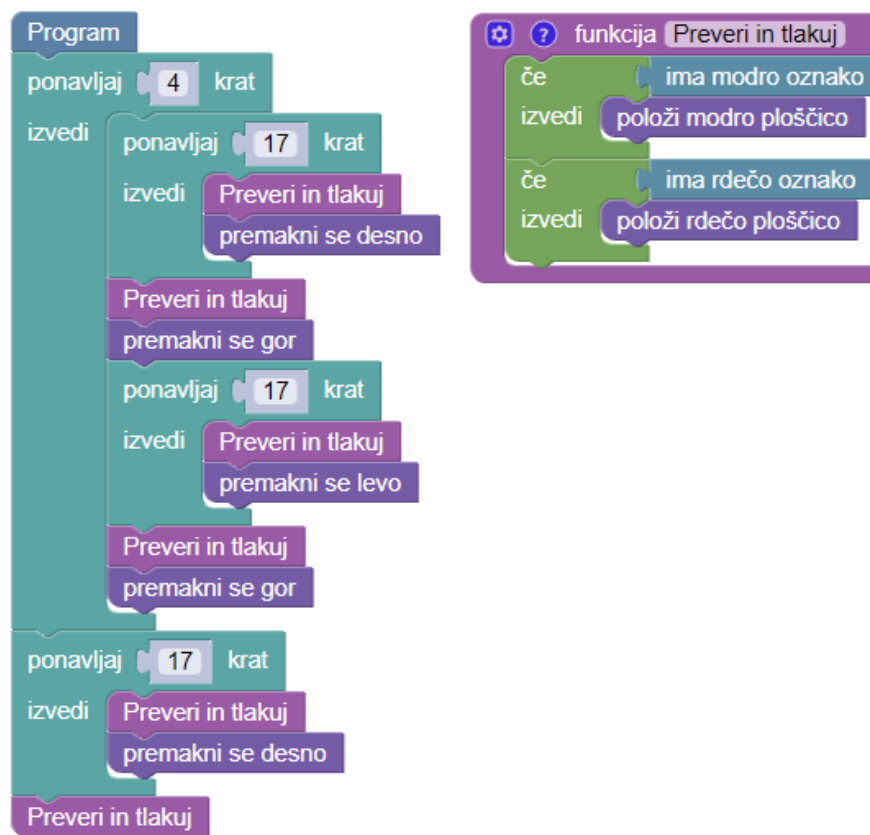 Program
ponavljaj 4 krat
izvedi
ponavljaj 17 krat
izvedi
Preveri in tlakuj
premakni se desno
Preveri in tlakuj
premakni se gor
ponavljaj 17 krat
izvedi
Preveri in tlakuj
premakni se levo
Preveri in tlakuj
premakni se gor
ponavljaj 17 krat
izvedi
Preveri in tlakuj
premakni se desno
Preveri in tlakuj
? funkcija Preveri in tlakuj
če ima modro oznako
izvedi položi modro ploščico
če ima rdečo oznako
izvedi položi rdečo ploščico